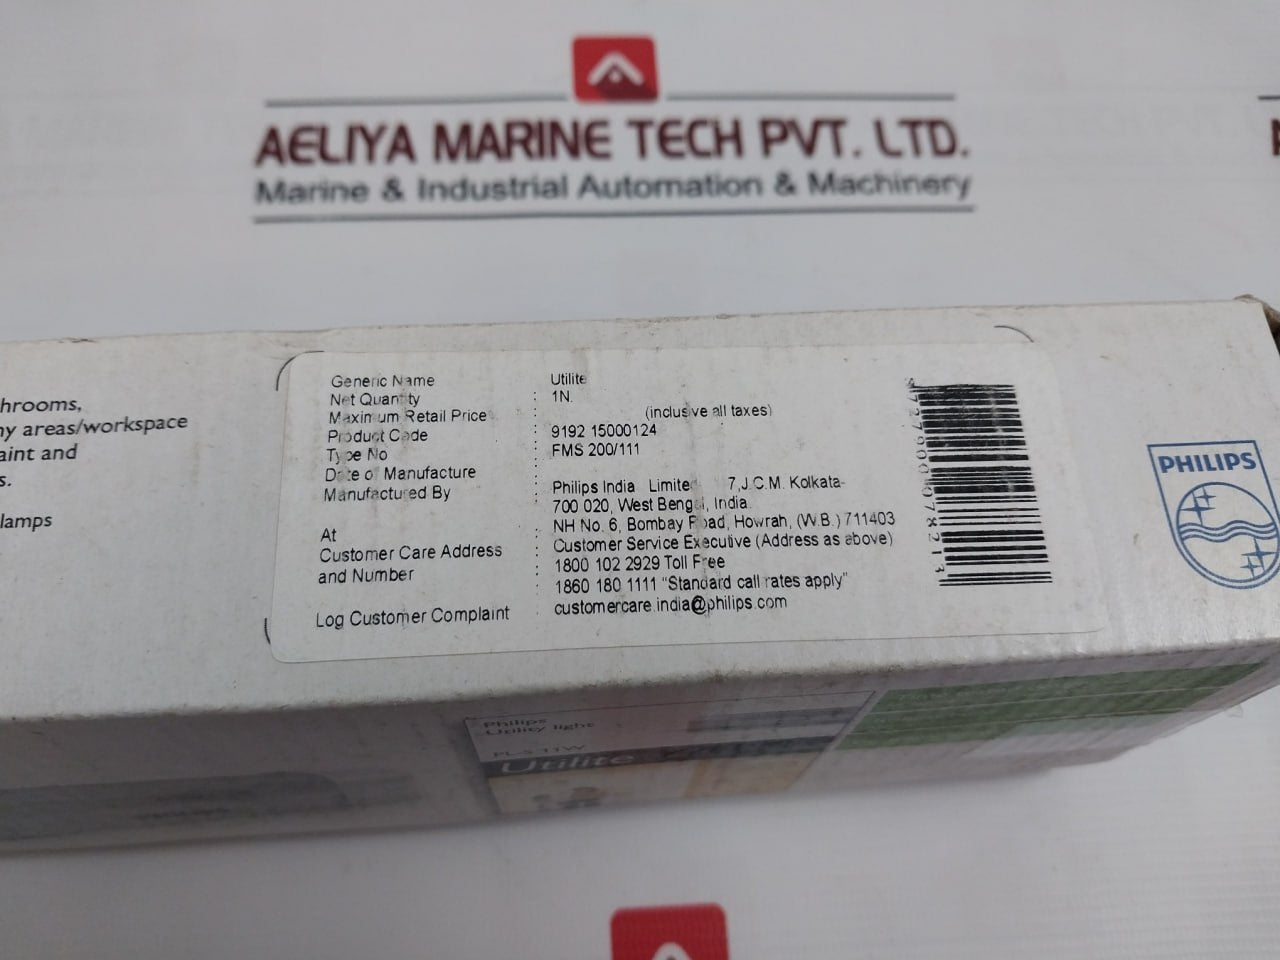 AELIYA MARINE TECH PVT. LTD.
Marine & Industrial Automation & Machinery
hrooms,
ny areas/workspace
aint and
s.
lamps
Generic Name Utilite
Net Quantity : 1N.
Maximum Retail Price : (inclusive all taxes)
Product Code : 9192 15000124
Type No : FMS 200/111
Date of Manufacture :
Manufactured By : Philips India Limited 7,J.C.M. Kolkata-
700 020, West Bengal, India.
At : NH No. 6, Bombay Road, Howrah, (W.B.) 711403
Customer Care Address : Customer Service Executive (Address as above)
and Number : 1800 102 2929 Toll Free
: 1860 180 1111 "Standard call rates apply"
Log Customer Complaint : customercare.india@philips.com
PHILIPS
Philips
Utility light
PL-S 11W
Utilite